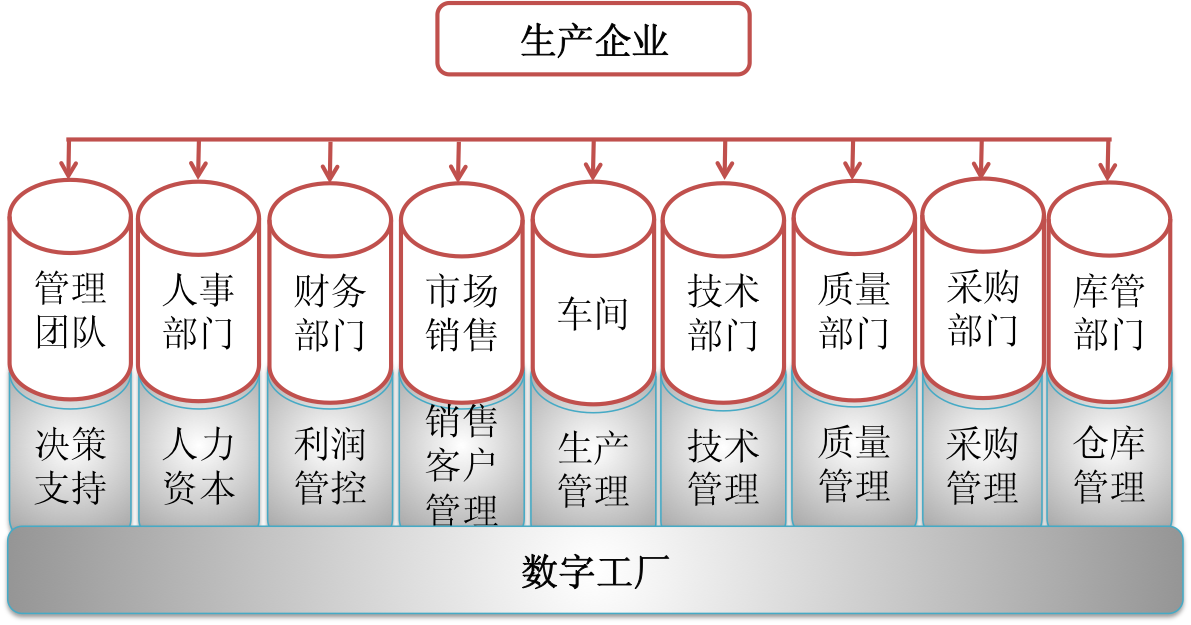 生产企业
管理
团队
人事
部门
财务
部门
市场
销售
车间
技术
部门
质量
部门
采购
部门
库管
部门
决策
支持
人力
资本
利润
管控
销售
客户
管理
生产
管理
技术
管理
质量
管理
采购
管理
仓库
管理
数字工厂